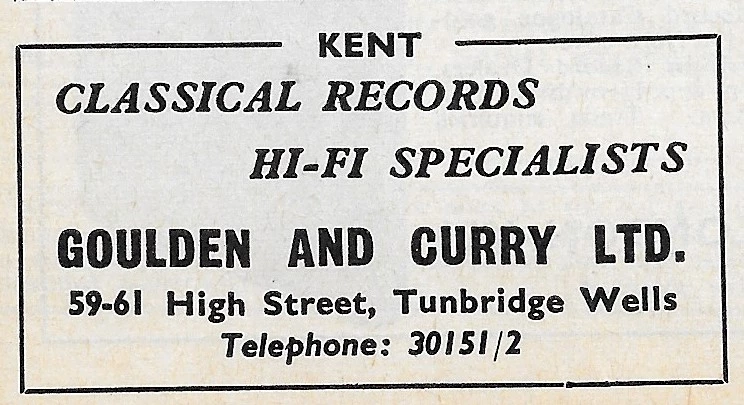 KENT
CLASSICAL RECORDS
HI-FI SPECIALISTS
GOULDEN AND CURRY LTD.
59-61 High Street, Tunbridge Wells
Telephone: 30151/2